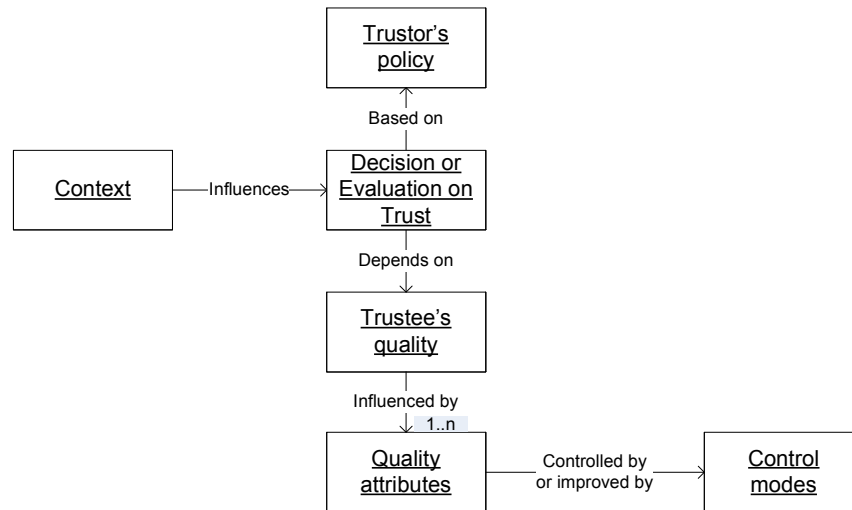 Trustor’s
policy
Based on
Context
Influences
Decision or
Evaluation on
Trust
Depends on
Trustee’s
quality
Influenced by
1..n
Quality
attributes
Controlled by
or improved by
Control
modes